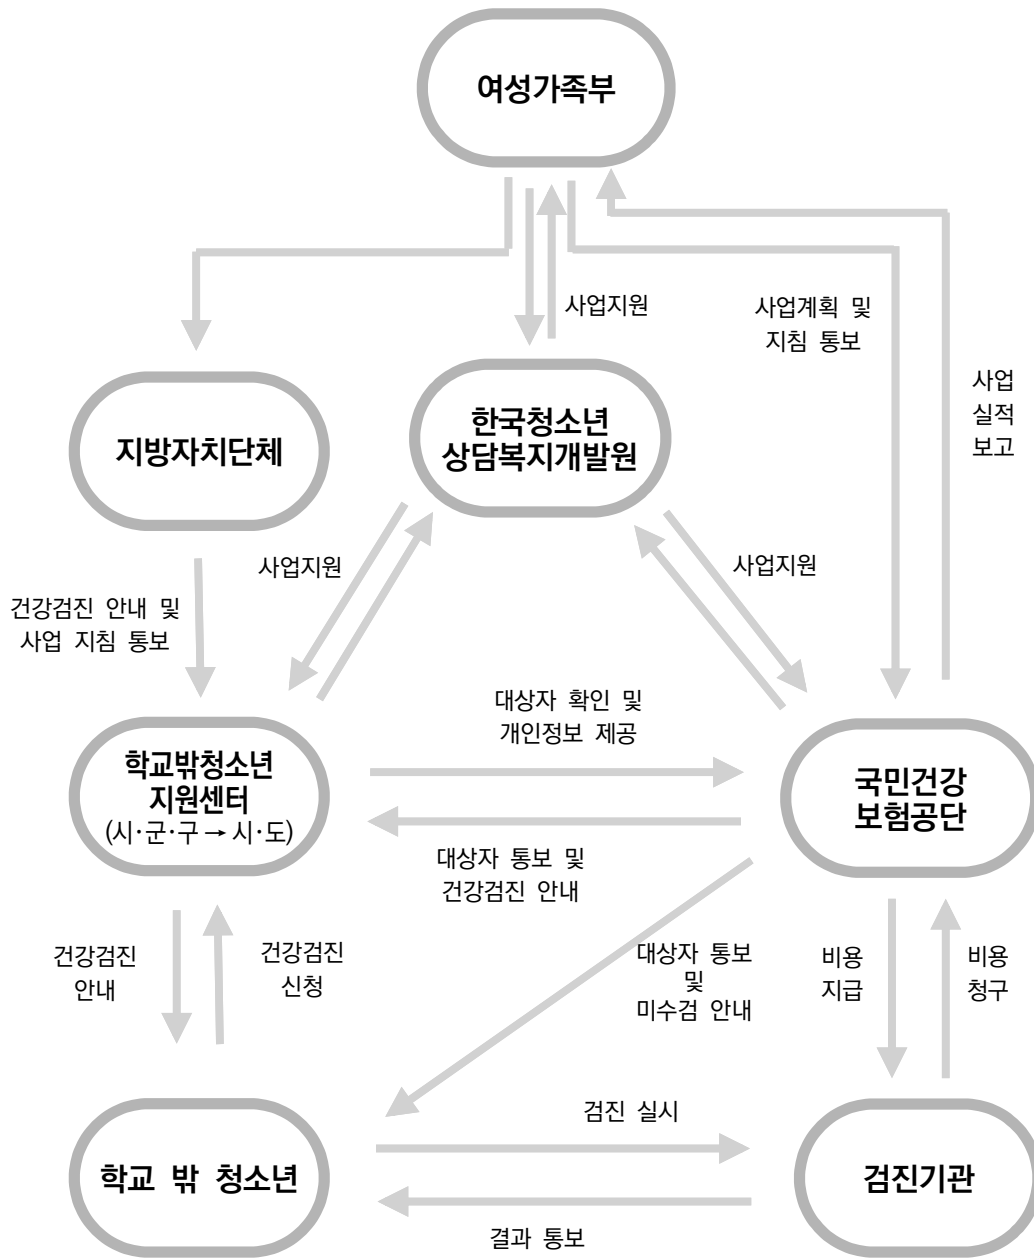 여성가족부
사업지원
사업계획 및
지침 통보
사업
실적
보고
지방자치단체
한국청소년
상담복지개발원
사업지원
사업지원
건강검진 안내 및
사업 지침 통보
대상자 확인 및
개인정보 제공
학교밖청소년
지원센터
(시·군·구 → 시·도)
국민건강
보험공단
대상자 통보 및
건강검진 안내
건강검진
안내
건강검진
신청
대상자 통보
및
미수검 안내
비용
지급
비용
청구
검진 실시
학교 밖 청소년
검진기관
결과 통보